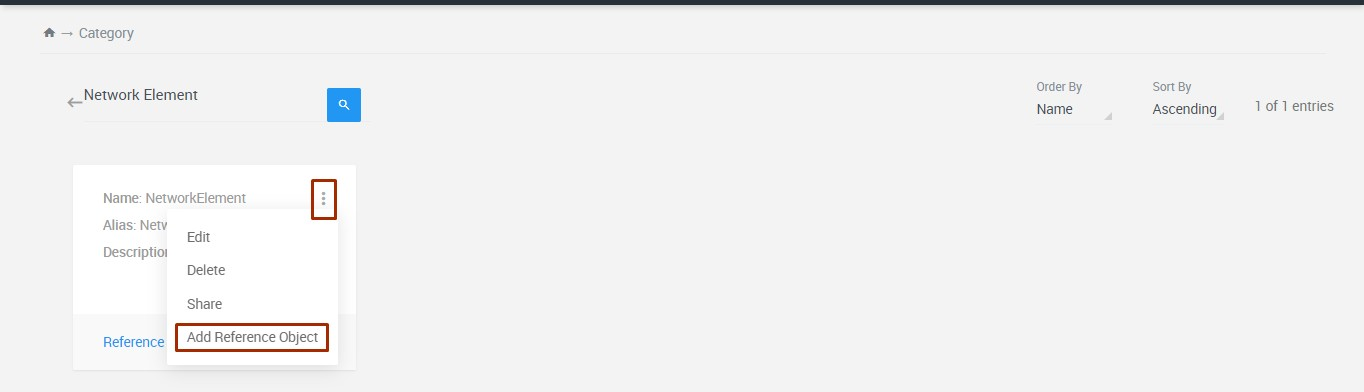 → Category
← Network Element
Order By
Sort By
Name
Ascending
1 of 1 entries
Name: NetworkElement
Alias: Netw
Description
Edit
Delete
Share
Add Reference Object
Reference